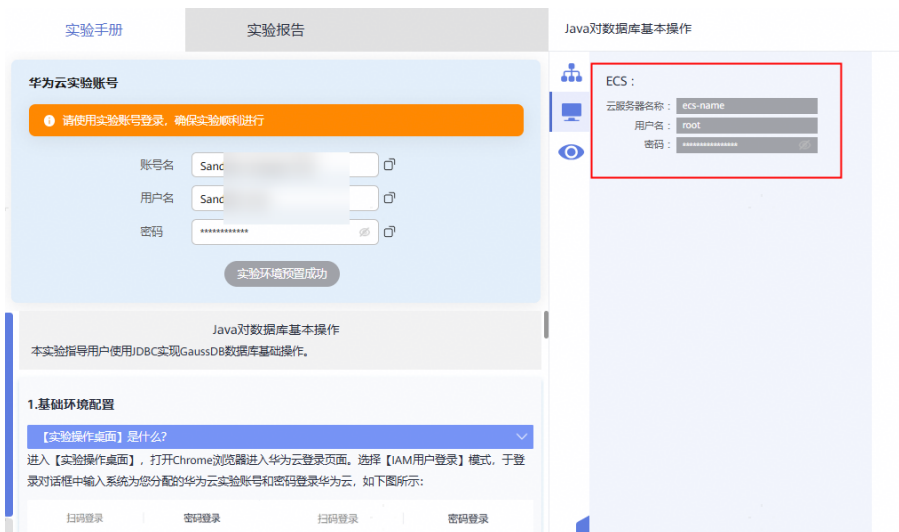 实验手册
实验报告
华为云实验账号
请使用实验账号登录，确保实验顺利进行
账号名
Sand
用户名
Sand
密码
************
实验环境预置成功
Java对数据库基本操作
本实验指导用户使用JDBC实现GaussDB数据库基础操作。
1.基础环境配置
【实验操作桌面】是什么?
进入【实验操作桌面】，打开Chrome浏览器进入华为云登录页面。选择【IAM用户登录】模式，于登
录对话框中输入系统为您分配的华为云实验账号和密码登录华为云，如下图所示：
扫码登录 密码登录 扫码登录 密码登录
Java对数据库基本操作
ECS：
云服务器名称： ecs-name
用户名： root
密码： ****************